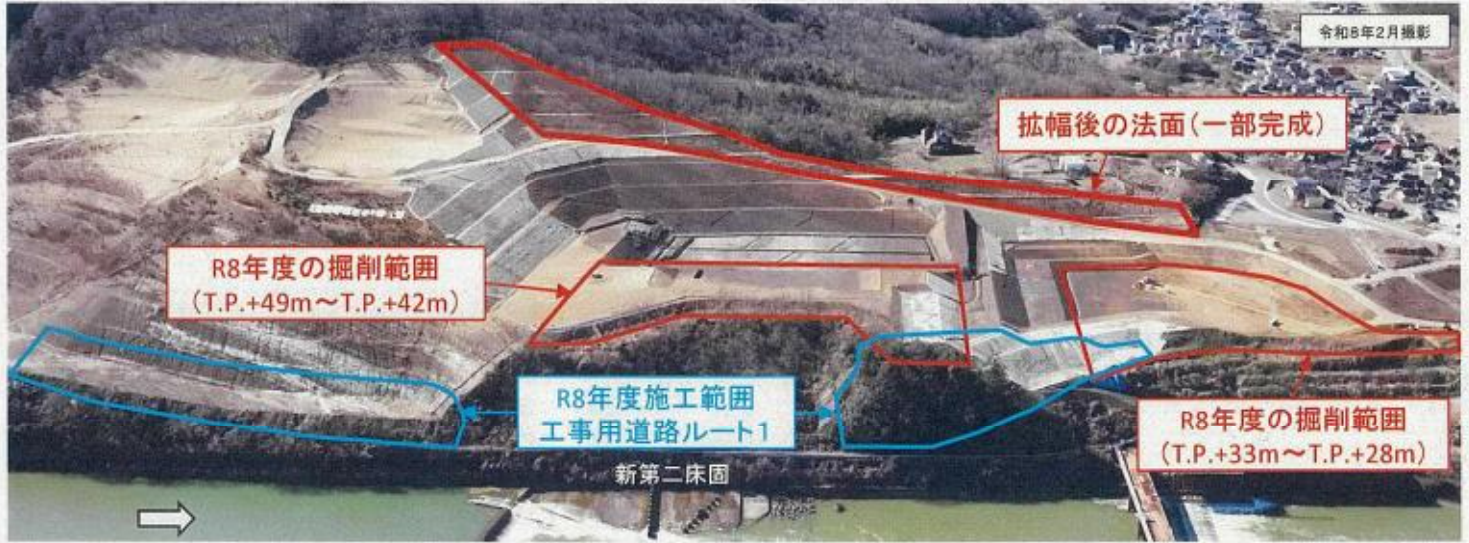 令和8年2月撮影
拡幅後の法面(一部完成)
R8年度の掘削範囲
(T.P.+49m~T.P.+42m)
R8年度施工範囲
工事用道路ルート1
R8年度の掘削範囲
(T.P.+33m~T.P.+28m)
新第二床固